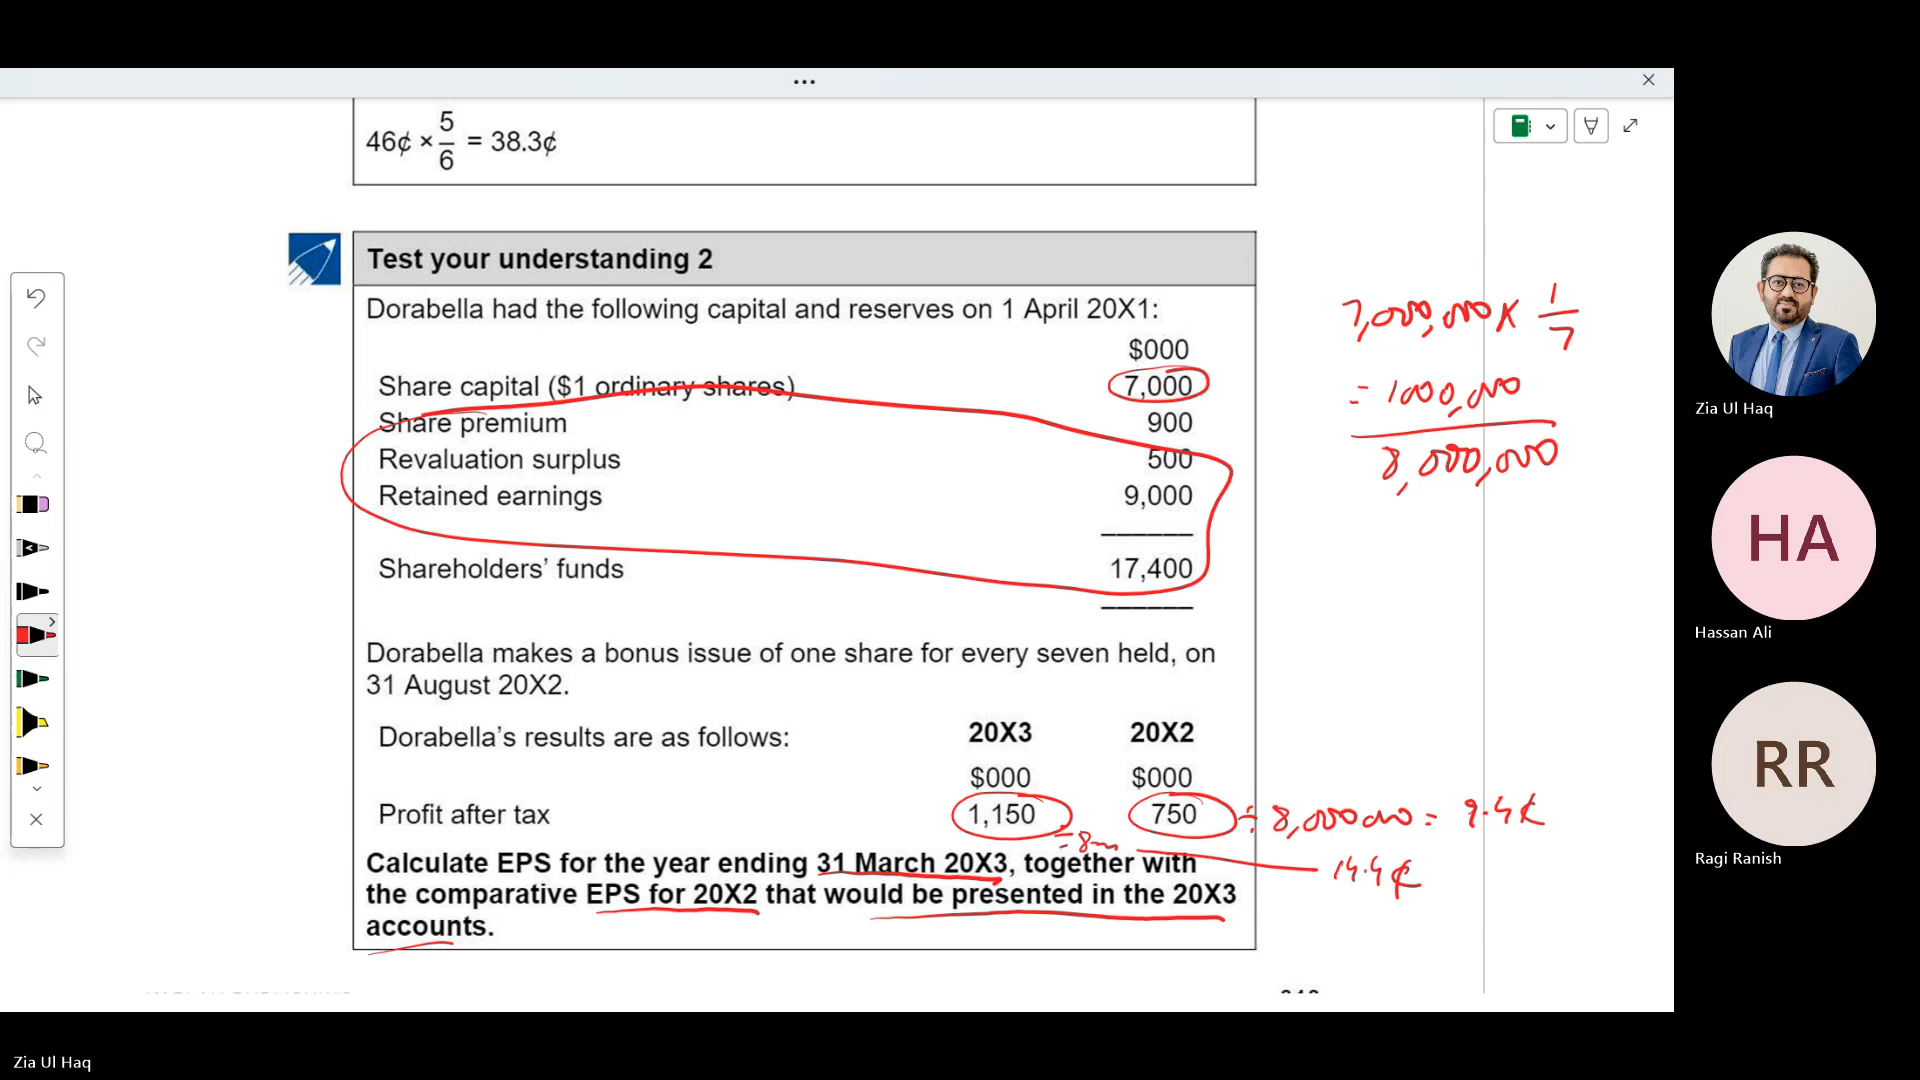 46¢ × 5/6 = 38.3¢
Test your understanding 2
Dorabella had the following capital and reserves on 1 April 20X1:
$000
Share capital ($1 ordinary shares) 7,000
Share premium 900
Revaluation surplus 500
Retained earnings 9,000
Shareholders’ funds 17,400
Dorabella makes a bonus issue of one share for every seven held, on
31 August 20X2.
Dorabella’s results are as follows: 20X3 20X2
$000 $000
Profit after tax 1,150 750 ÷ 8,000000 = 9.4¢
÷ 8m
14.4¢
Calculate EPS for the year ending 31 March 20X3, together with
the comparative EPS for 20X2 that would be presented in the 20X3
accounts.
7,000,000 × 1/7
= 1000,000
8,000,000
Zia Ul Haq
HA
Hassan Ali
RR
Ragi Ranish
Zia Ul Haq